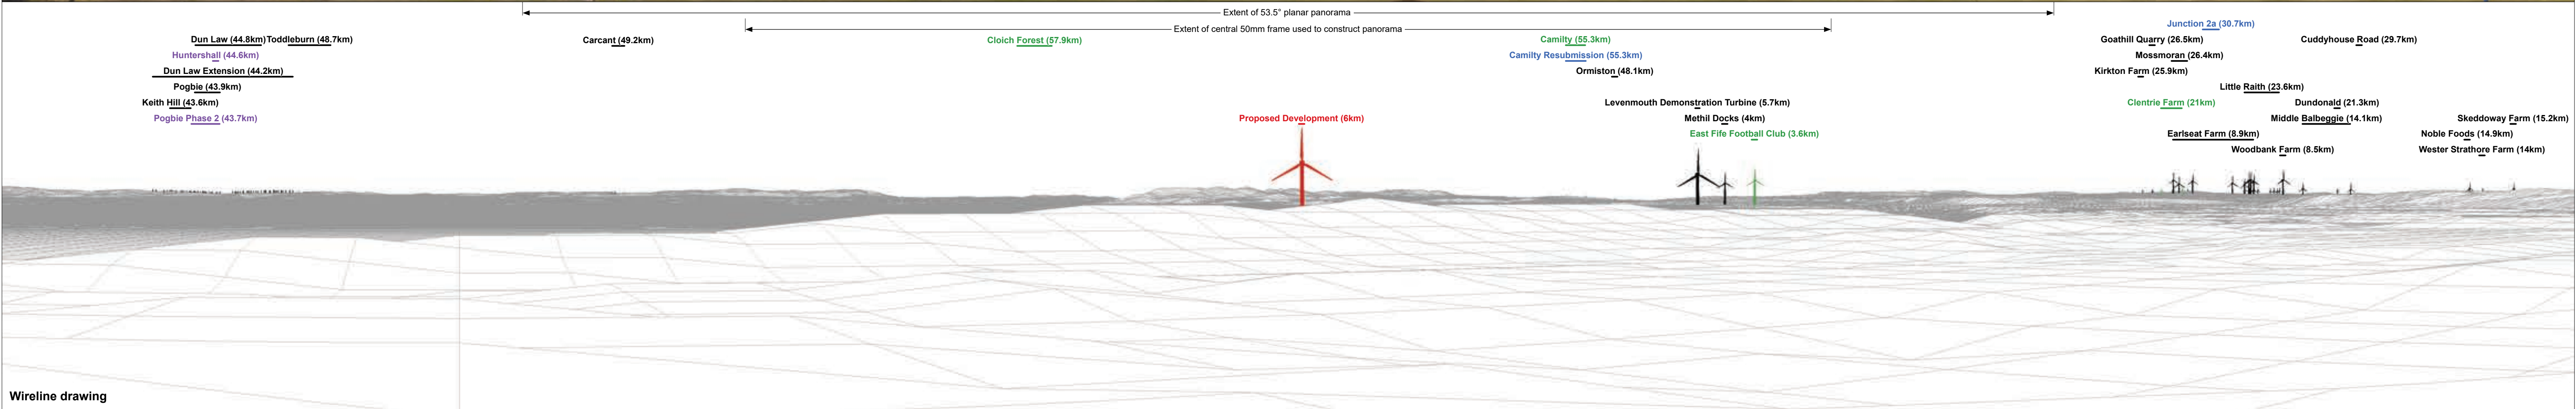 Extent of 53.5° planar panorama
Junction 2a (30.7km)
Extent of central 50mm frame used to construct panorama
Dun Law (44.8km) Toddleburn (48.7km) Carcant (49.2km) Cloich Forest (57.9km) Camilty (55.3km) Goathill Quarry (26.5km) Cuddyhouse Road (29.7km)
Huntershall (44.6km) Camilty Resubmission (55.3km) Mossmoran (26.4km)
Dun Law Extension (44.2km) Ormiston (48.1km) Kirkton Farm (25.9km)
Pogbie (43.9km) Little Raith (23.6km)
Keith Hill (43.6km) Levenmouth Demonstration Turbine (5.7km) Clentrie Farm (21km) Dundonald (21.3km)
Pogbie Phase 2 (43.7km) Proposed Development (6km) Methil Docks (4km) Middle Balbeggie (14.1km) Skeddoway Farm (15.2km)
East Fife Football Club (3.6km) Earlseat Farm (8.9km) Noble Foods (14.9km)
Woodbank Farm (8.5km) Wester Strathore Farm (14km)
Wireline drawing